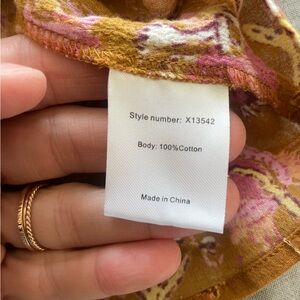 Style number: X13542
Body: 100%Cotton
Made in China